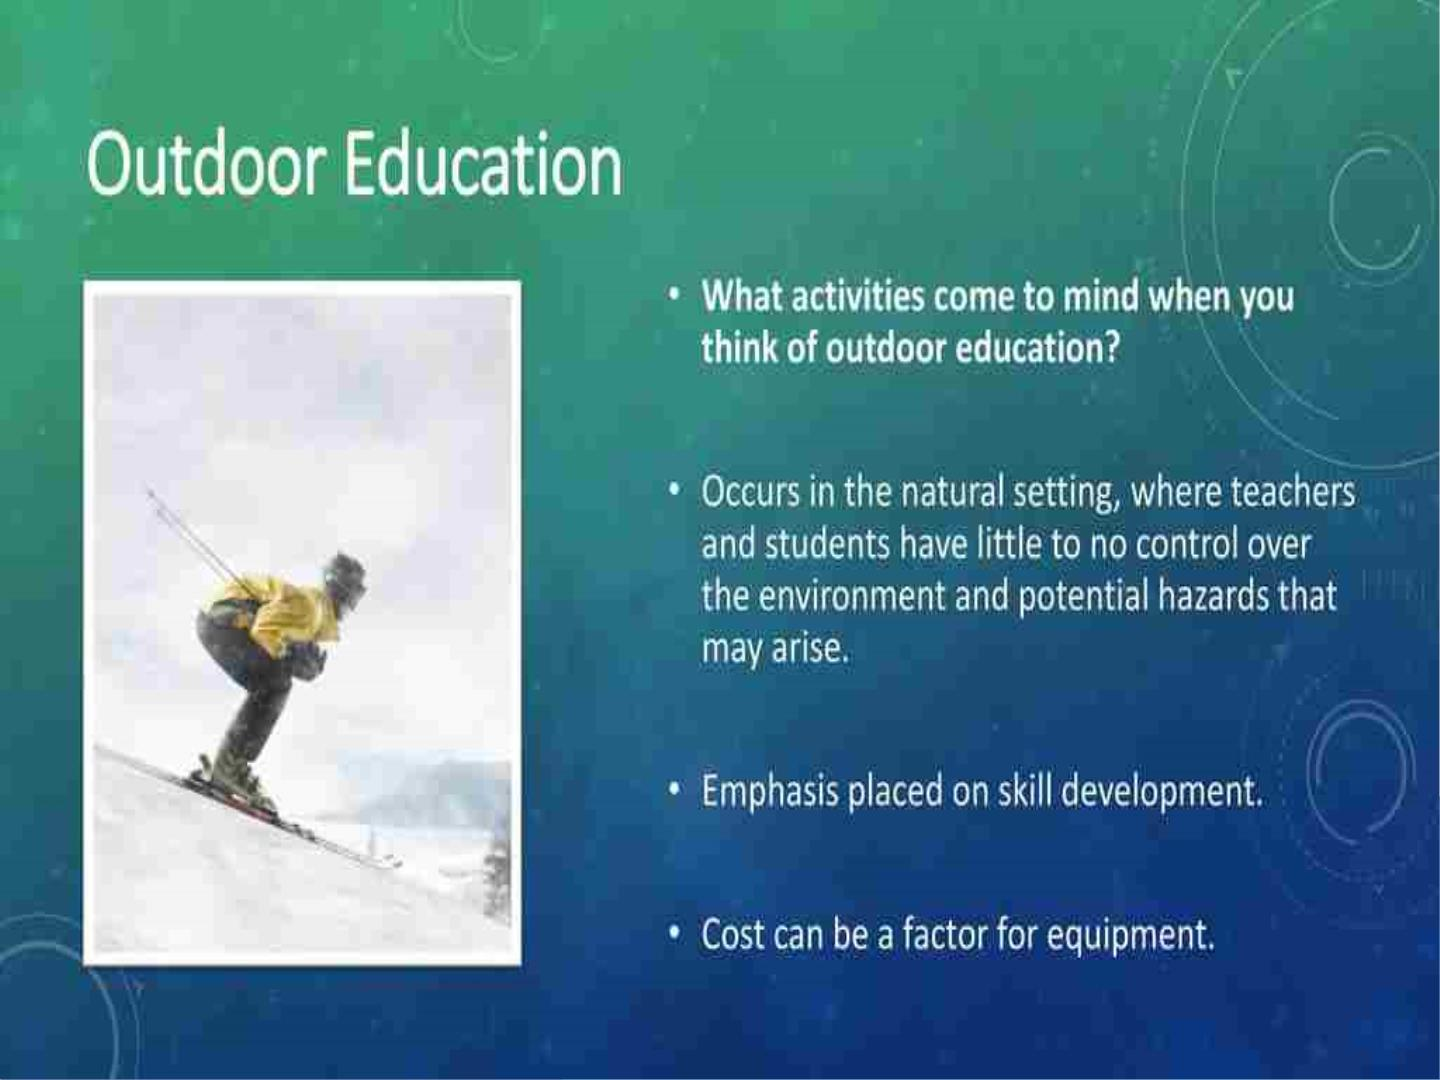 Outdoor Education
• What activities come to mind when you
think of outdoor education?
• Occurs in the natural setting, where teachers
and students have little to no control over
the environment and potential hazards that
may arise.
• Emphasis placed on skill development.
• Cost can be a factor for equipment.